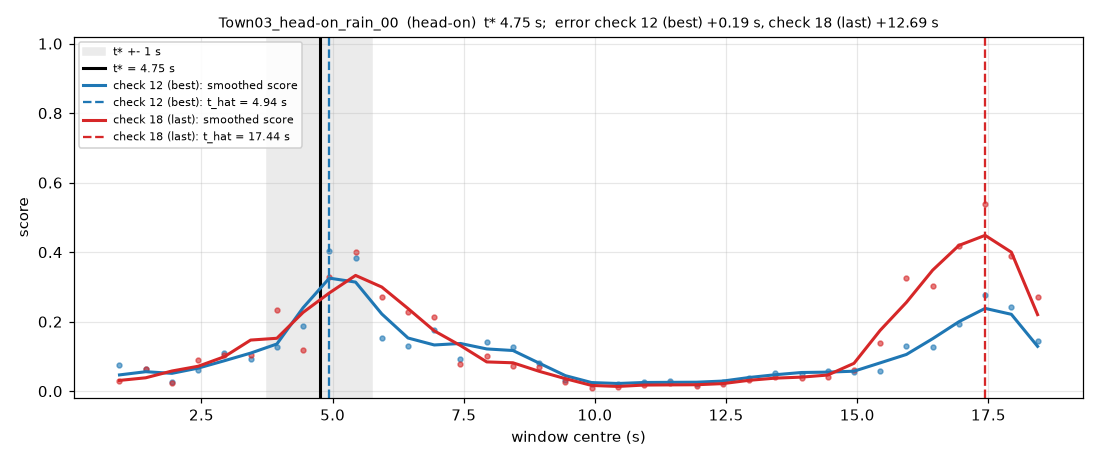 Town03_head-on_rain_00  (head-on)  t* 4.75 s;  error check 12 (best) +0.19 s, check 18 (last) +12.69 s
t* +- 1 s
t* = 4.75 s
check 12 (best): smoothed score
check 12 (best): t_hat = 4.94 s
check 18 (last): smoothed score
check 18 (last): t_hat = 17.44 s
1.0
0.8
0.6
0.4
0.2
0.0
score
2.5 5.0 7.5 10.0 12.5 15.0 17.5
window centre (s)